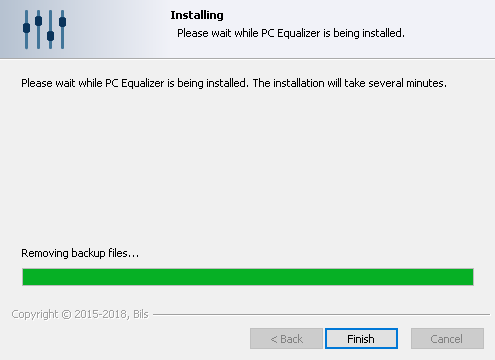 Installing
Please wait while PC Equalizer is being installed.
Please wait while PC Equalizer is being installed. The installation will take several minutes.
Removing backup files...
Copyright © 2015-2018, Bils
< Back Finish Cancel